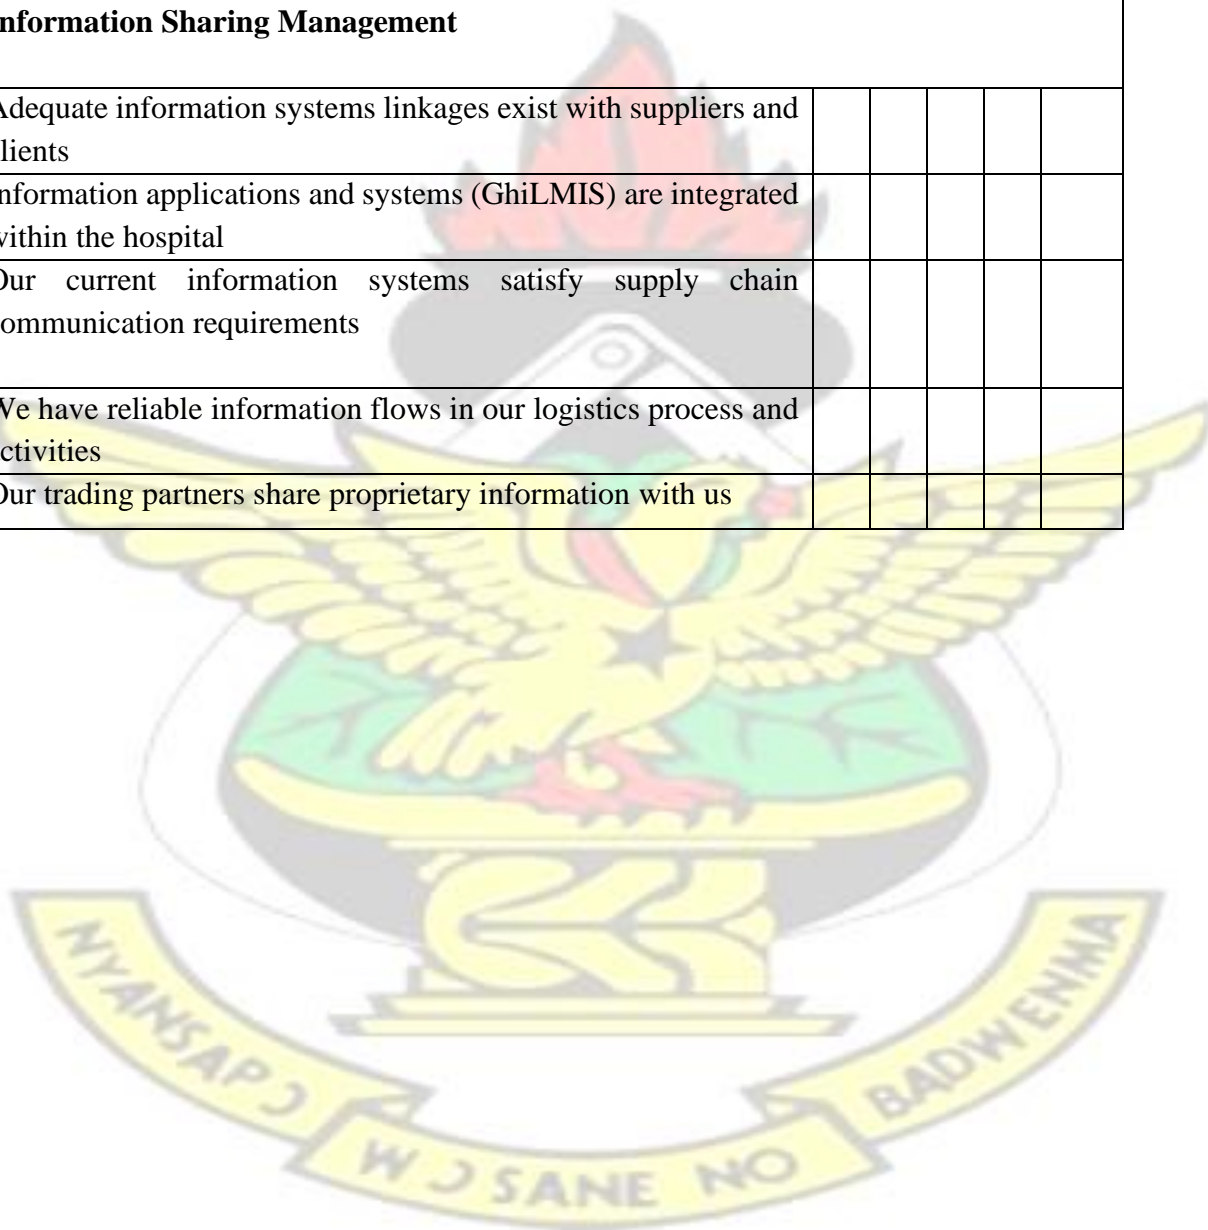 nformation Sharing Management
Adequate information systems linkages exist with suppliers and
lients
nformation applications and systems (GhiLMIS) are integrated
within the hospital
Our current information systems satisfy supply chain
ommunication requirements
We have reliable information flows in our logistics process and
ctivities
Our trading partners share proprietary information with us
NYANSAPƆ
WƆSANE NO
BADWENMA